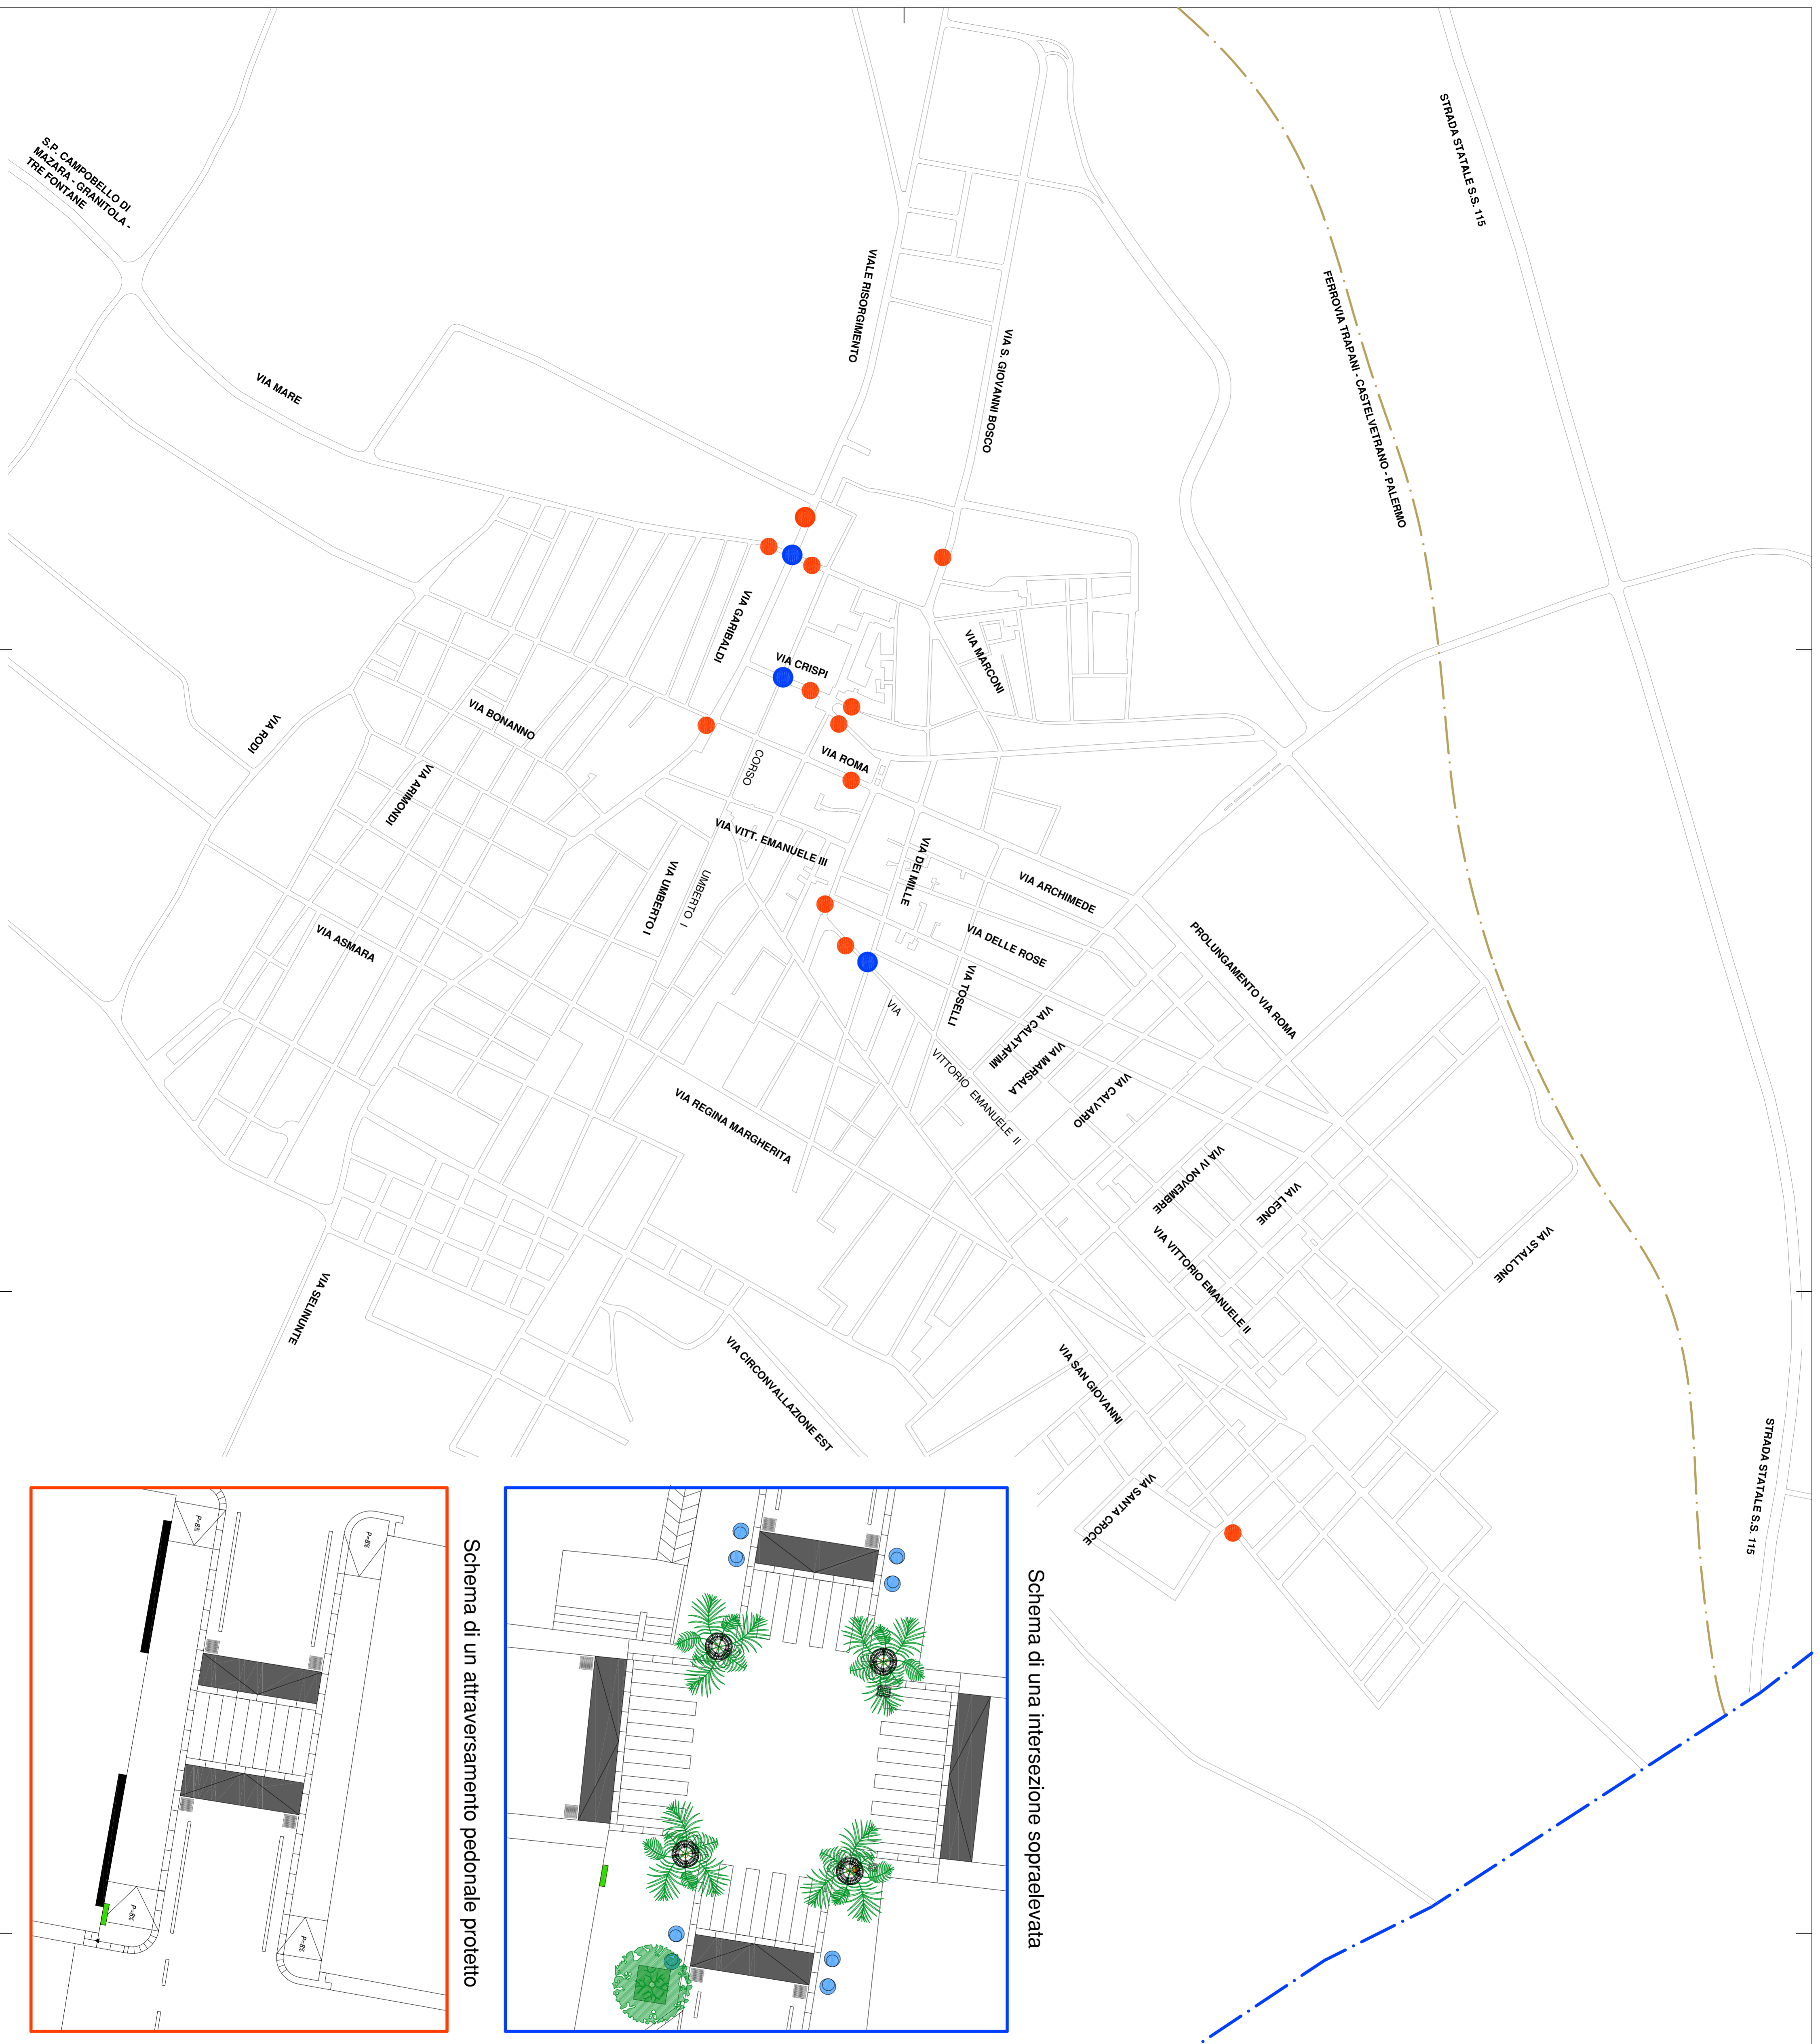 STRADA STATALE S.S. 115
S.P. CAMPOBELLO DI
MAZARA - GRANITOLA -
TRE FONTANE
FERROVIA TRAPANI - CASTELVETRANO - PALERMO
VIALE RISORGIMENTO
VIA S. GIOVANNI BOSCO
VIA MARE
VIA GARIBALDI
VIA CRISPI
VIA MARCONI
VIA BONANNO
VIA RODI
CORSO
VIA ROMA
VIA ARIMONDI
VIA VITT. EMANUELE III
VIA DEI MILLE
VIA UMBERTO I
UMBERTO I
VIA ARCHIMEDE
VIA ASMARA
VIA DELLE ROSE
PROLUNGAMENTO VIA ROMA
VIA TOSELLI
VIA
VITTORIO EMANUELE II
VIA CALATAFIMI
VIA MARSALA
VIA CALVARIO
VIA REGINA MARGHERITA
VIA IV NOVEMBRE
VIA LEONE
VIA STALLONE
VIA VITTORIO EMANUELE II
VIA SELINUNTE
VIA CIRCONVALLAZIONE EST
VIA SAN GIOVANNI
VIA SANTA CROCE
STRADA STATALE S.S. 115
Schema di una intersezione sopraelevata
Schema di un attraversamento pedonale protetto
P=8%
P=8%
P=8%
P=8%